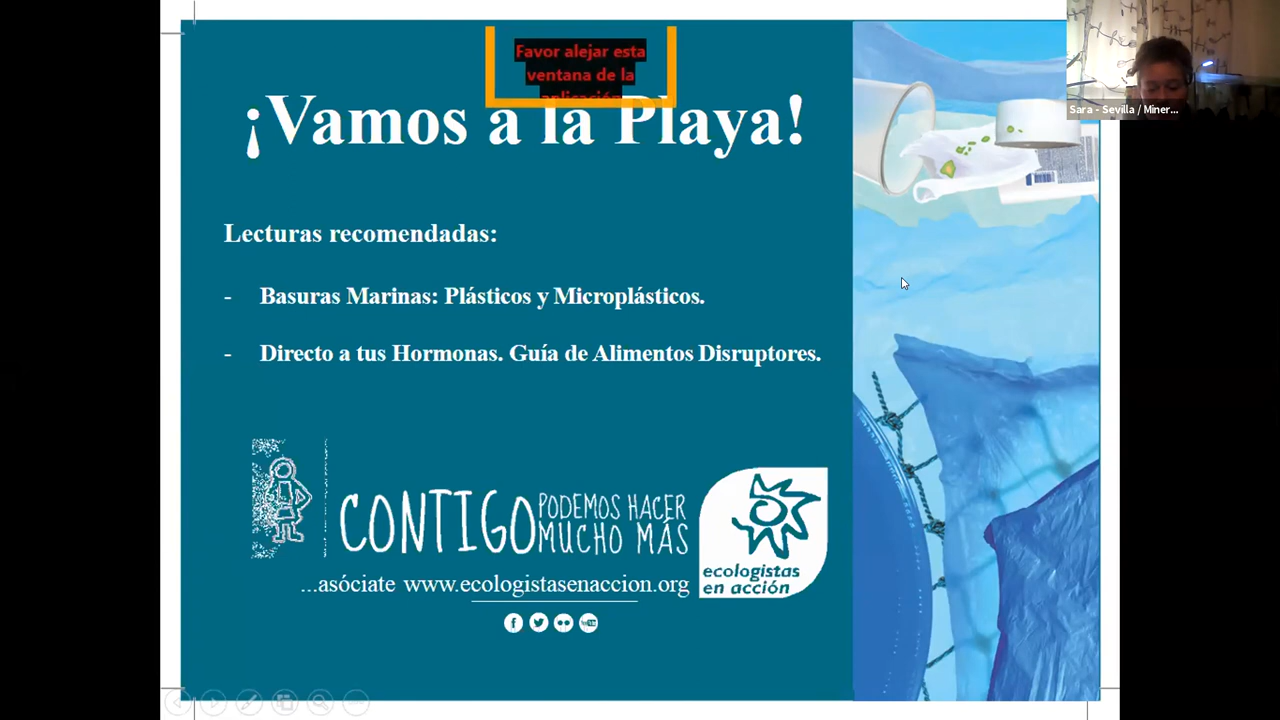 Favor alejar esta
ventana de la
aplicación
¡Vamos a la Playa!
Sara - Sevilla / Miner...
Lecturas recomendadas:
- Basuras Marinas: Plásticos y Microplásticos.
- Directo a tus Hormonas. Guía de Alimentos Disruptores.
CONTIGO PODEMOS HACER
MUCHO MÁS
ecologistas
en acción
...asóciate www.ecologistasenaccion.org